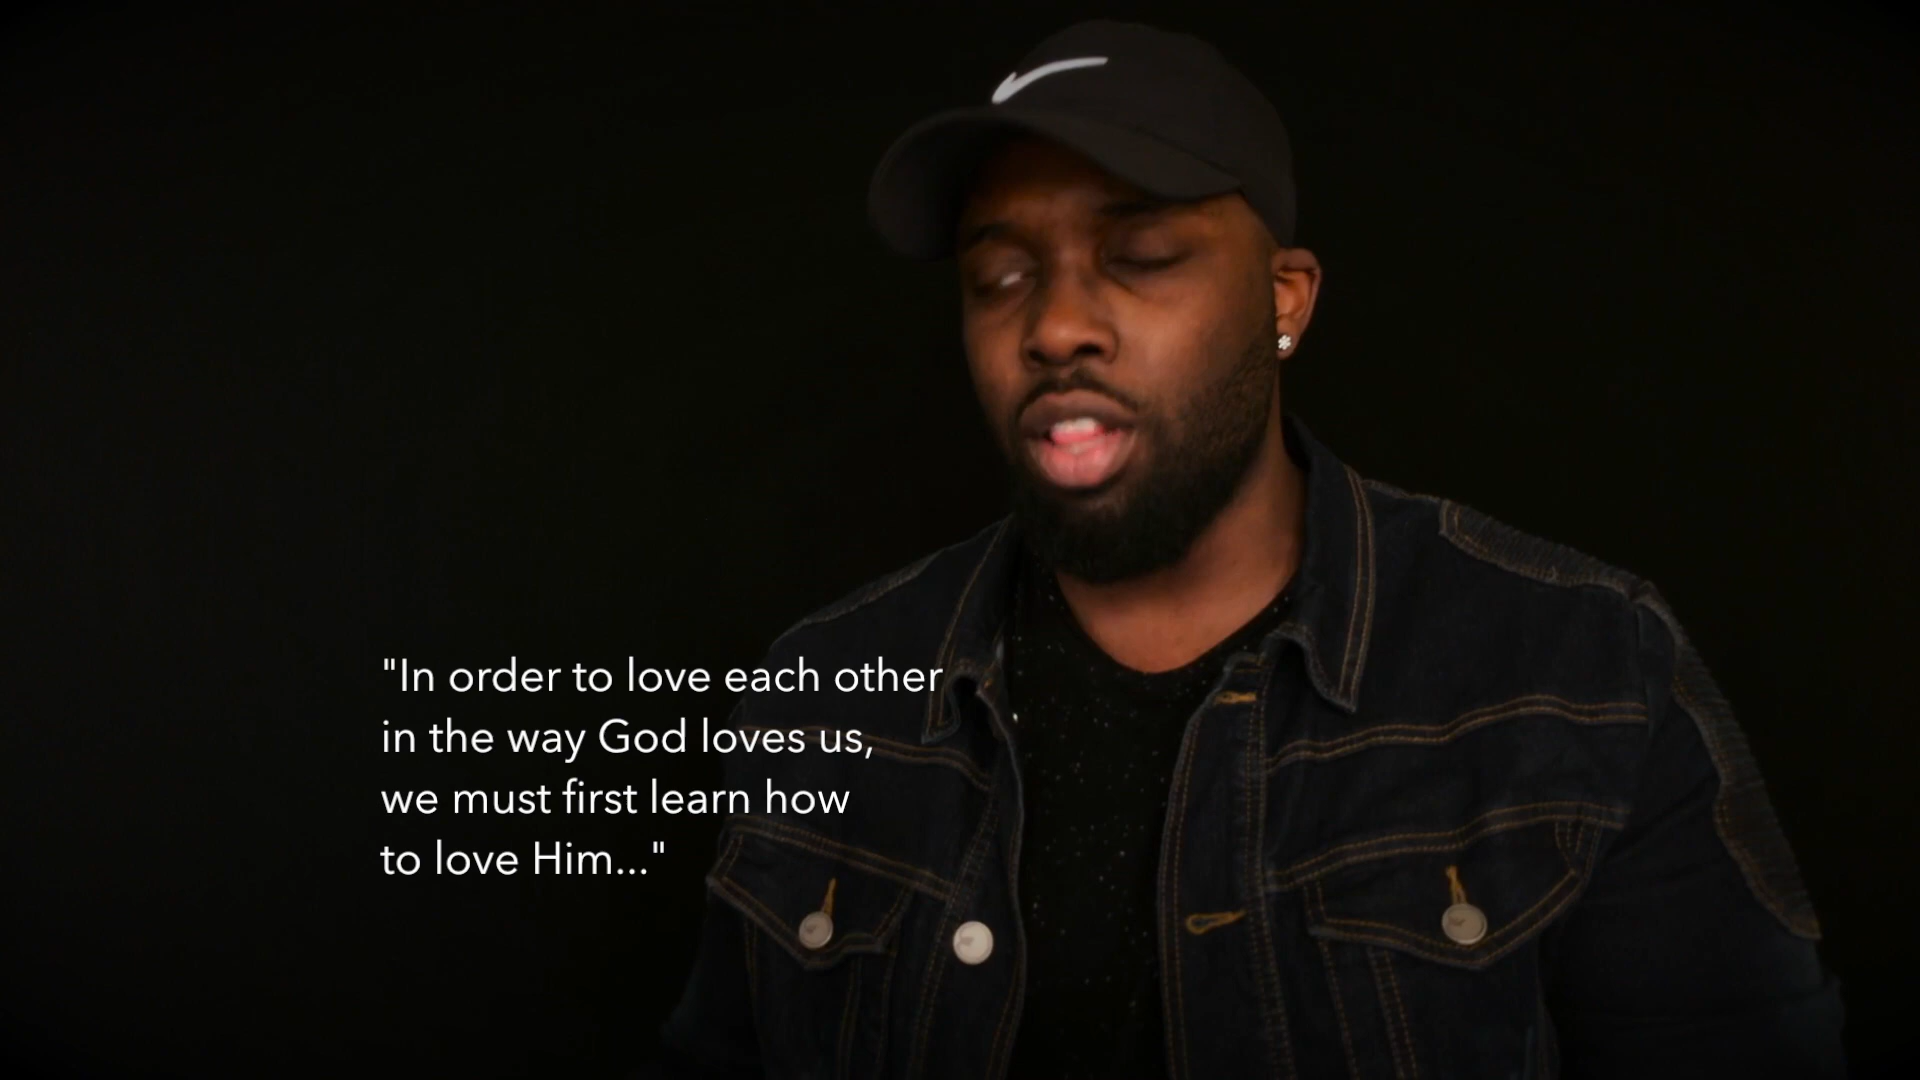 "In order to love each other
in the way God loves us,
we must first learn how
to love Him..."